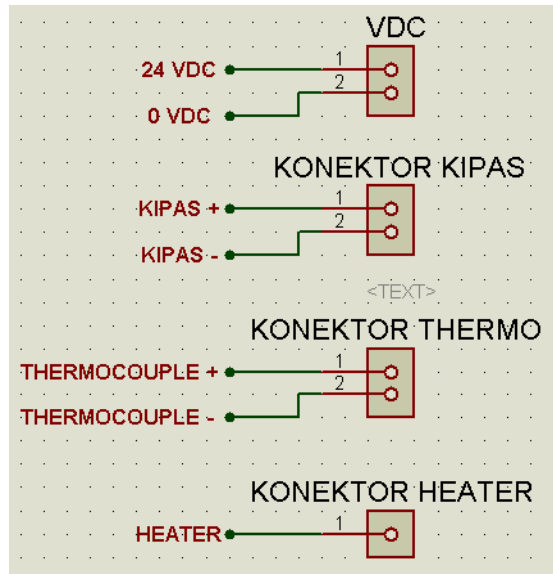 VDC
24 VDC 1
0 VDC 2
KONEKTOR KIPAS
KIPAS + 1
KIPAS - 2
<TEXT>
KONEKTOR THERMO
THERMOCOUPLE + 1
THERMOCOUPLE - 2
KONEKTOR HEATER
HEATER 1